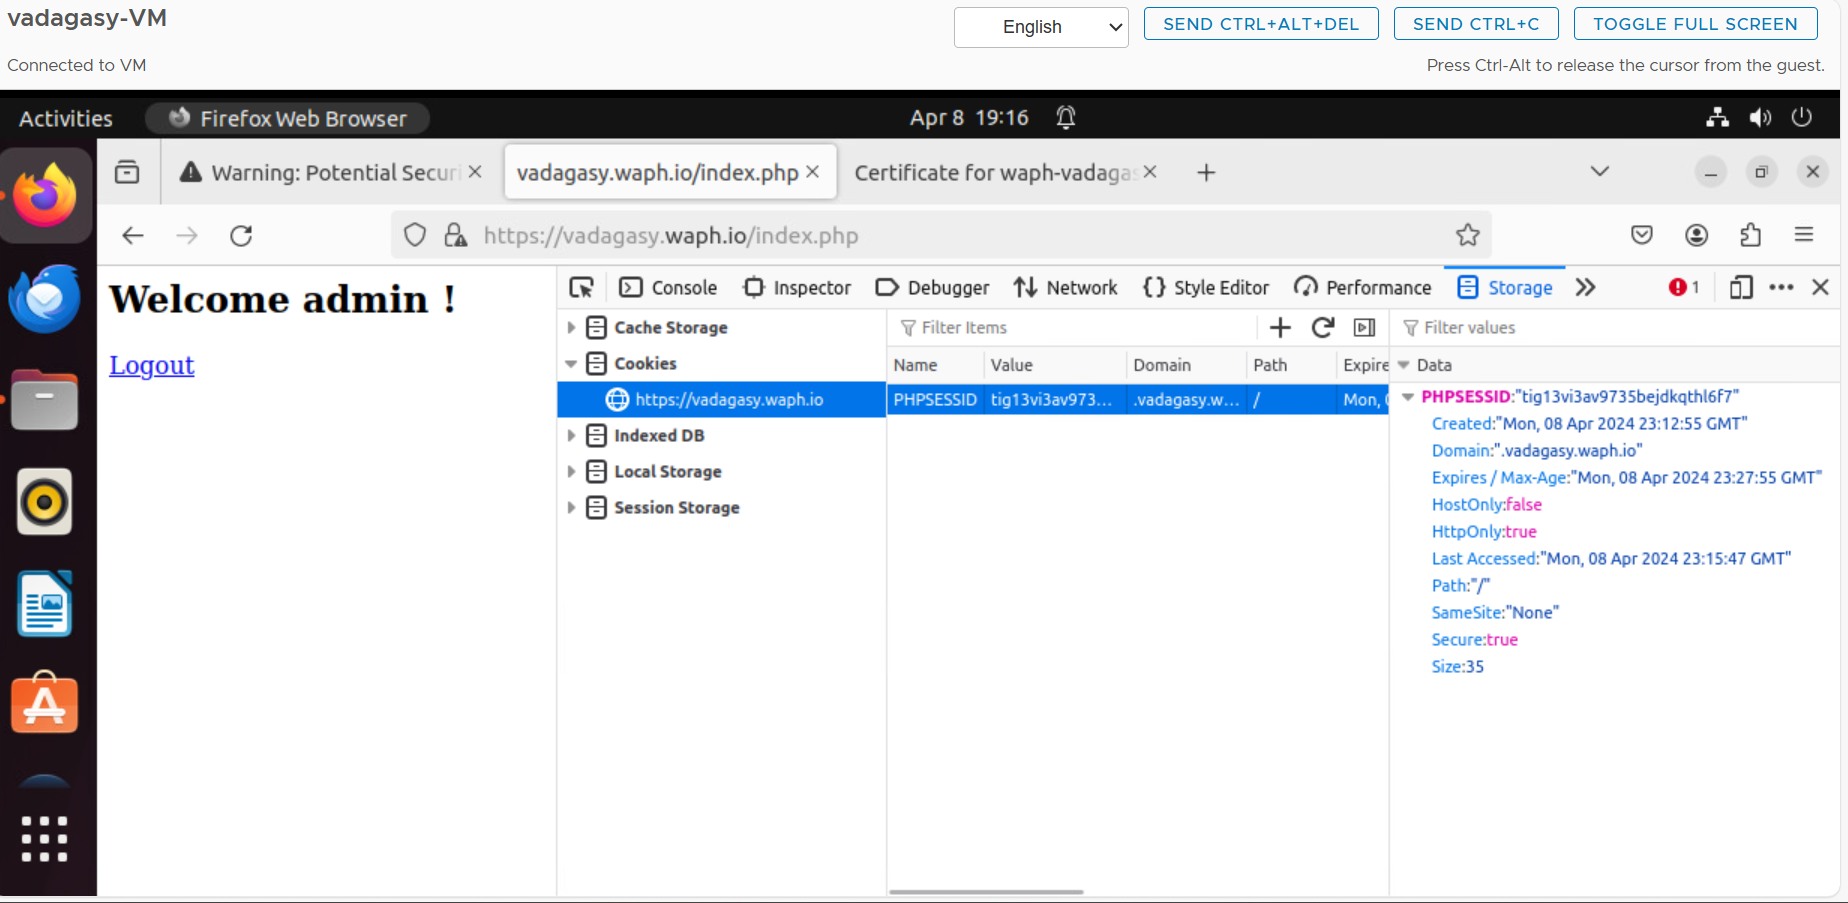 vadagasy-VM
English
SEND CTRL+ALT+DEL
SEND CTRL+C
TOGGLE FULL SCREEN
Connected to VM
Press Ctrl-Alt to release the cursor from the guest.
Activities
Firefox Web Browser
Apr 8 19:16
Warning: Potential Securi
vadagasy.waph.io/index.php
Certificate for waph-vadagas
https://vadagasy.waph.io/index.php
Welcome admin !
Logout
Console
Inspector
Debugger
Network
Style Editor
Performance
Storage
1
Cache Storage
Cookies
https://vadagasy.waph.io
Indexed DB
Local Storage
Session Storage
Filter Items
Filter values
Name
Value
Domain
Path
Expire
PHPSESSID
tig13vi3av973...
.vadagasy.w...
/
Mon, 0
Data
PHPSESSID:"tig13vi3av9735bejdkqthl6f7"
Created:"Mon, 08 Apr 2024 23:12:55 GMT"
Domain:".vadagasy.waph.io"
Expires / Max-Age:"Mon, 08 Apr 2024 23:27:55 GMT"
HostOnly:false
HttpOnly:true
Last Accessed:"Mon, 08 Apr 2024 23:15:47 GMT"
Path:"/"
SameSite:"None"
Secure:true
Size:35